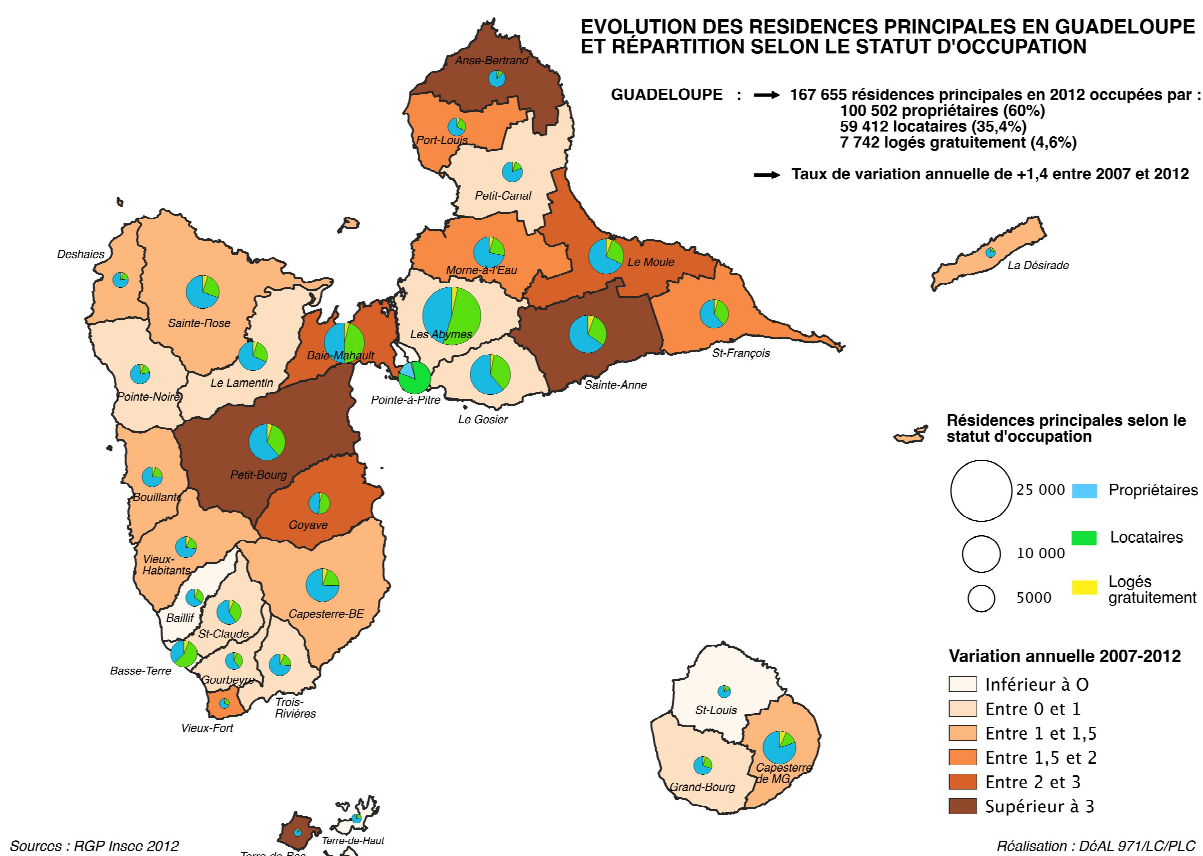 EVOLUTION DES RESIDENCES PRINCIPALES EN GUADELOUPE
ET RÉPARTITION SELON LE STATUT D'OCCUPATION
GUADELOUPE : 167 655 résidences principales en 2012 occupées par :
100 502 propriétaires (60%)
59 412 locataires (35,4%)
7 742 logés gratuitement (4,6%)
Taux de variation annuelle de +1,4 entre 2007 et 2012
Anse-Bertrand
Port-Louis
Petit-Canal
Deshaies
Le Moule
La Désirade
Morne-à-l'Eau
Sainte-Rose
Les Abymes
Baie-Mahault
St-François
Le Lamentin
Sainte-Anne
Pointe-Noire
Pointe-à-Pitre
Le Gosier
Petit-Bourg
Bouillante
Goyave
Vieux-
Habitants
Capesterre-BE
Baillif
St-Claude
Basse-Terre
Gourbeyre
Trois-
Rivières
Vieux-Fort
St-Louis
Capesterre
de MG
Grand-Bourg
Terre-de-Haut
Terre-de-Bas
Résidences principales selon le
statut d'occupation
25 000
10 000
5000
Propriétaires
Locataires
Logés
gratuitement
Variation annuelle 2007-2012
Inférieur à O
Entre 0 et 1
Entre 1 et 1,5
Entre 1,5 et 2
Entre 2 et 3
Supérieur à 3
Sources : RGP Insee 2012
Réalisation : DéAL 971/LC/PLC